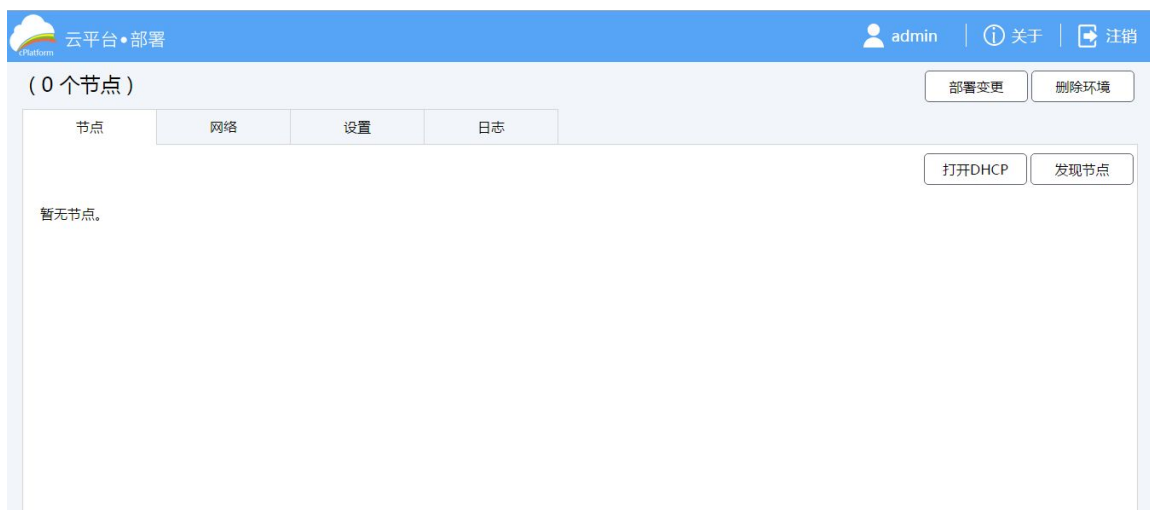 cPlatform 云平台•部署 admin 关于 注销
(0 个节点) 部署变更 删除环境
节点 网络 设置 日志
打开DHCP 发现节点
暂无节点。